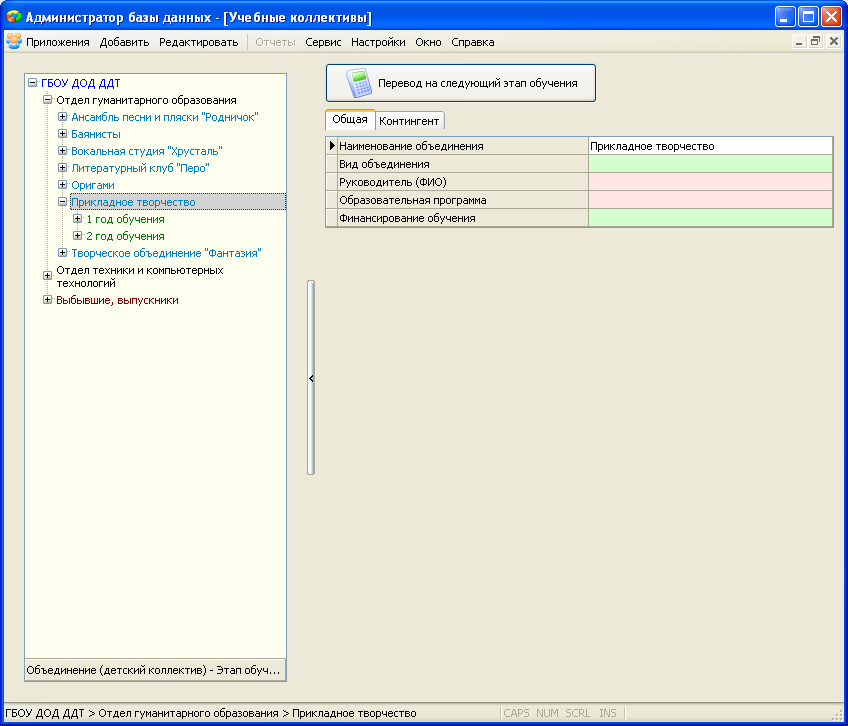 Администратор базы данных - [Учебные коллективы]
Приложения Добавить Редактировать Отчеты Сервис Настройки Окно Справка
ГБОУ ДОД ДДТ
Отдел гуманитарного образования
Ансамбль песни и пляски "Родничок"
Баянисты
Вокальная студия "Хрусталь"
Литературный клуб "Перо"
Оригами
Прикладное творчество
1 год обучения
2 год обучения
Творческое объединение "Фантазия"
Отдел техники и компьютерных
технологий
Выбывшие, выпускники
Объединение (детский коллектив) - Этап обуч...
Перевод на следующий этап обучения
Общая Контингент
Наименование объединения Прикладное творчество
Вид объединения
Руководитель (ФИО)
Образовательная программа
Финансирование обучения
ГБОУ ДОД ДДТ > Отдел гуманитарного образования > Прикладное творчество CAPS NUM SCRL INS